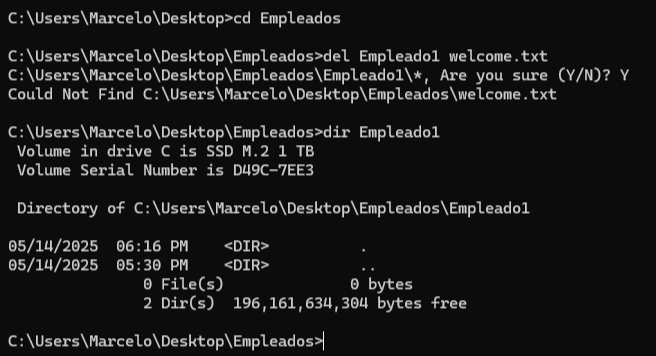 C:\Users\Marcelo\Desktop>cd Empleados
C:\Users\Marcelo\Desktop\Empleados>del Empleado1 welcome.txt
C:\Users\Marcelo\Desktop\Empleados\Empleado1\*, Are you sure (Y/N)? Y
Could Not Find C:\Users\Marcelo\Desktop\Empleados\welcome.txt
C:\Users\Marcelo\Desktop\Empleados>dir Empleado1
Volume in drive C is SSD M.2 1 TB
Volume Serial Number is D49C-7EE3
Directory of C:\Users\Marcelo\Desktop\Empleados\Empleado1
05/14/2025  06:16 PM    <DIR>          .
05/14/2025  05:30 PM    <DIR>          ..
0 File(s)              0 bytes
2 Dir(s)  196,161,634,304 bytes free
C:\Users\Marcelo\Desktop\Empleados>